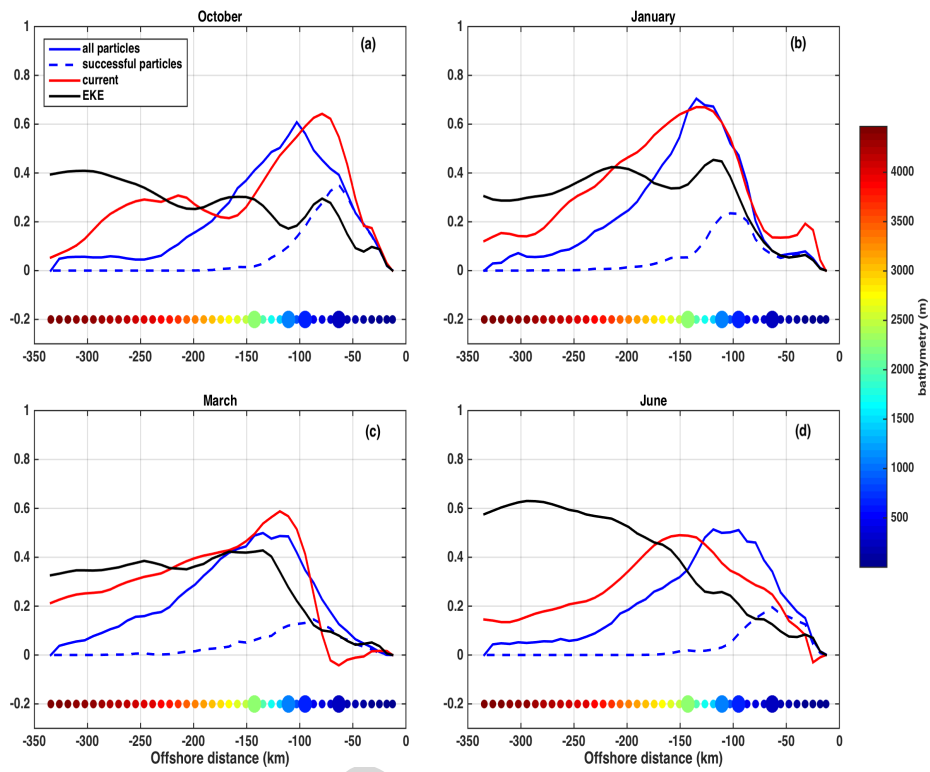 October
1
0.8
0.6
0.4
0.2
0
-0.2
-350 -300 -250 -200 -150 -100 -50 0
(a)
all particles
successful particles
current
EKE
January
1
0.8
0.6
0.4
0.2
0
-0.2
-350 -300 -250 -200 -150 -100 -50 0
(b)
March
1
0.8
0.6
0.4
0.2
0
-0.2
-350 -300 -250 -200 -150 -100 -50 0
Offshore distance (km)
(c)
June
1
0.8
0.6
0.4
0.2
0
-0.2
-350 -300 -250 -200 -150 -100 -50 0
Offshore distance (km)
(d)
4000
3500
3000
2500
2000
1500
1000
500
bathymetry (m)